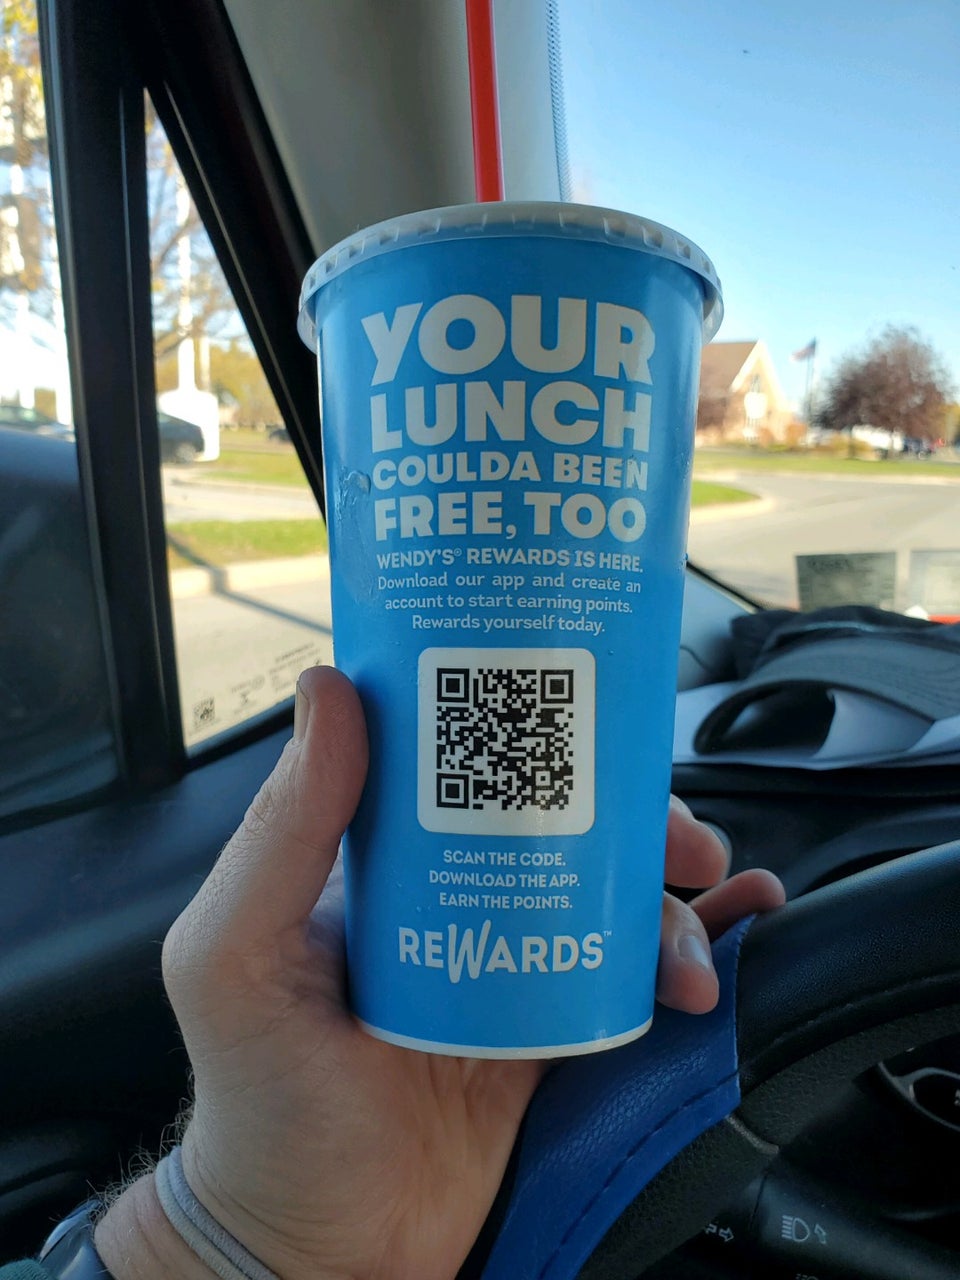 YOUR
LUNCH
COULDA BEEN
FREE, TOO
WENDY'S® REWARDS IS HERE.
Download our app and create an
account to start earning points.
Rewards yourself today.
SCAN THE CODE.
DOWNLOAD THE APP.
EARN THE POINTS.
REWARDS™